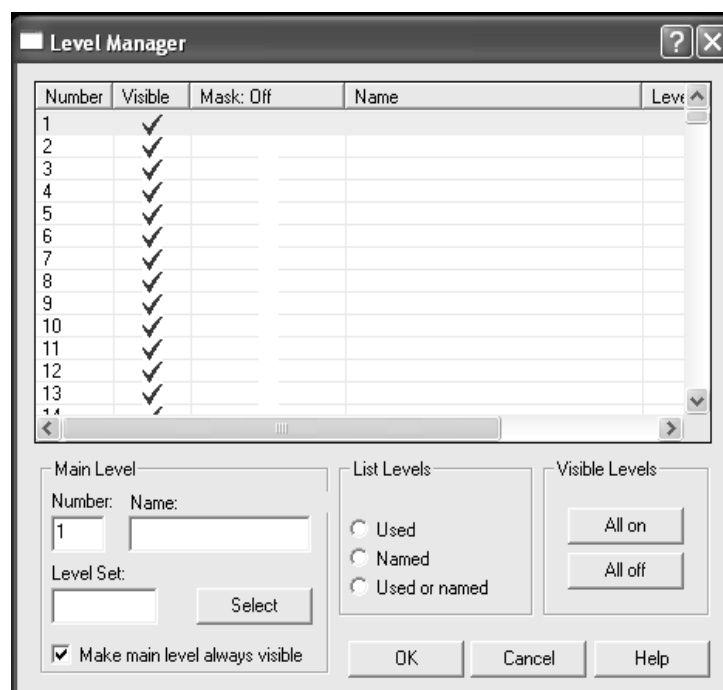 Level Manager
Number Visible Mask: Off Name Leve
1
2
3
4
5
6
7
8
9
10
11
12
13
14
Main Level
Number: Name:
1
Level Set:
Select
Make main level always visible
List Levels
Used
Named
Used or named
Visible Levels
All on
All off
OK Cancel Help